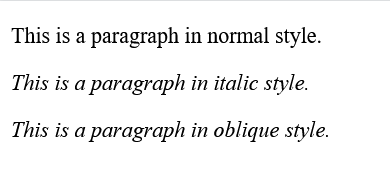 This is a paragraph in normal style.
This is a paragraph in italic style.
This is a paragraph in oblique style.